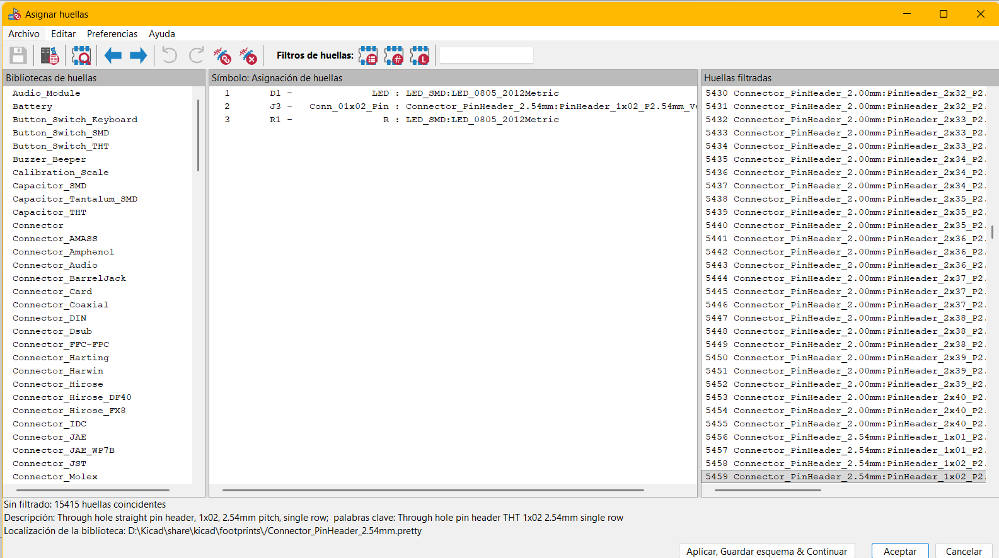 Asignar huellas
Archivo Editar Preferencias Ayuda
Filtros de huellas:
Bibliotecas de huellas
Audio_Module
Battery
Button_Switch_Keyboard
Button_Switch_SMD
Button_Switch_THT
Buzzer_Beeper
Calibration_Scale
Capacitor_SMD
Capacitor_Tantalum_SMD
Capacitor_THT
Connector
Connector_AMASS
Connector_Amphenol
Connector_Audio
Connector_BarrelJack
Connector_Card
Connector_Coaxial
Connector_DIN
Connector_Dsub
Connector_FFC-FPC
Connector_Harting
Connector_Harwin
Connector_Hirose
Connector_Hirose_DF40
Connector_Hirose_FX8
Connector_IDC
Connector_JAE
Connector_JAE_WP7B
Connector_JST
Connector_Molex
Símbolo: Asignación de huellas
1 D1 - LED : LED_SMD:LED_0805_2012Metric
2 J3 - Conn_01x02_Pin : Connector_PinHeader_2.54mm:PinHeader_1x02_P2.54mm_Ve
3 R1 - R : LED_SMD:LED_0805_2012Metric
Huellas filtradas
5430 Connector_PinHeader_2.00mm:PinHeader_2x32_P2.
5431 Connector_PinHeader_2.00mm:PinHeader_2x32_P2.
5432 Connector_PinHeader_2.00mm:PinHeader_2x33_P2.
5433 Connector_PinHeader_2.00mm:PinHeader_2x33_P2.
5434 Connector_PinHeader_2.00mm:PinHeader_2x33_P2.
5435 Connector_PinHeader_2.00mm:PinHeader_2x34_P2.
5436 Connector_PinHeader_2.00mm:PinHeader_2x34_P2.
5437 Connector_PinHeader_2.00mm:PinHeader_2x34_P2.
5438 Connector_PinHeader_2.00mm:PinHeader_2x35_P2.
5439 Connector_PinHeader_2.00mm:PinHeader_2x35_P2.
5440 Connector_PinHeader_2.00mm:PinHeader_2x35_P2.
5441 Connector_PinHeader_2.00mm:PinHeader_2x36_P2.
5442 Connector_PinHeader_2.00mm:PinHeader_2x36_P2.
5443 Connector_PinHeader_2.00mm:PinHeader_2x36_P2.
5444 Connector_PinHeader_2.00mm:PinHeader_2x37_P2.
5445 Connector_PinHeader_2.00mm:PinHeader_2x37_P2.
5446 Connector_PinHeader_2.00mm:PinHeader_2x37_P2.
5447 Connector_PinHeader_2.00mm:PinHeader_2x38_P2.
5448 Connector_PinHeader_2.00mm:PinHeader_2x38_P2.
5449 Connector_PinHeader_2.00mm:PinHeader_2x38_P2.
5450 Connector_PinHeader_2.00mm:PinHeader_2x39_P2.
5451 Connector_PinHeader_2.00mm:PinHeader_2x39_P2.
5452 Connector_PinHeader_2.00mm:PinHeader_2x39_P2.
5453 Connector_PinHeader_2.00mm:PinHeader_2x40_P2.
5454 Connector_PinHeader_2.00mm:PinHeader_2x40_P2.
5455 Connector_PinHeader_2.00mm:PinHeader_2x40_P2.
5456 Connector_PinHeader_2.54mm:PinHeader_1x01_P2.
5457 Connector_PinHeader_2.54mm:PinHeader_1x01_P2.
5458 Connector_PinHeader_2.54mm:PinHeader_1x02_P2.
5459 Connector_PinHeader_2.54mm:PinHeader_1x02_P2.
Sin filtrado: 15415 huellas coincidentes
Descripción: Through hole straight pin header, 1x02, 2.54mm pitch, single row; palabras clave: Through hole pin header THT 1x02 2.54mm single row
Localización de la biblioteca: D:\Kicad\share\kicad\footprints\/Connector_PinHeader_2.54mm.pretty
Aplicar, Guardar esquema & Continuar Aceptar Cancelar